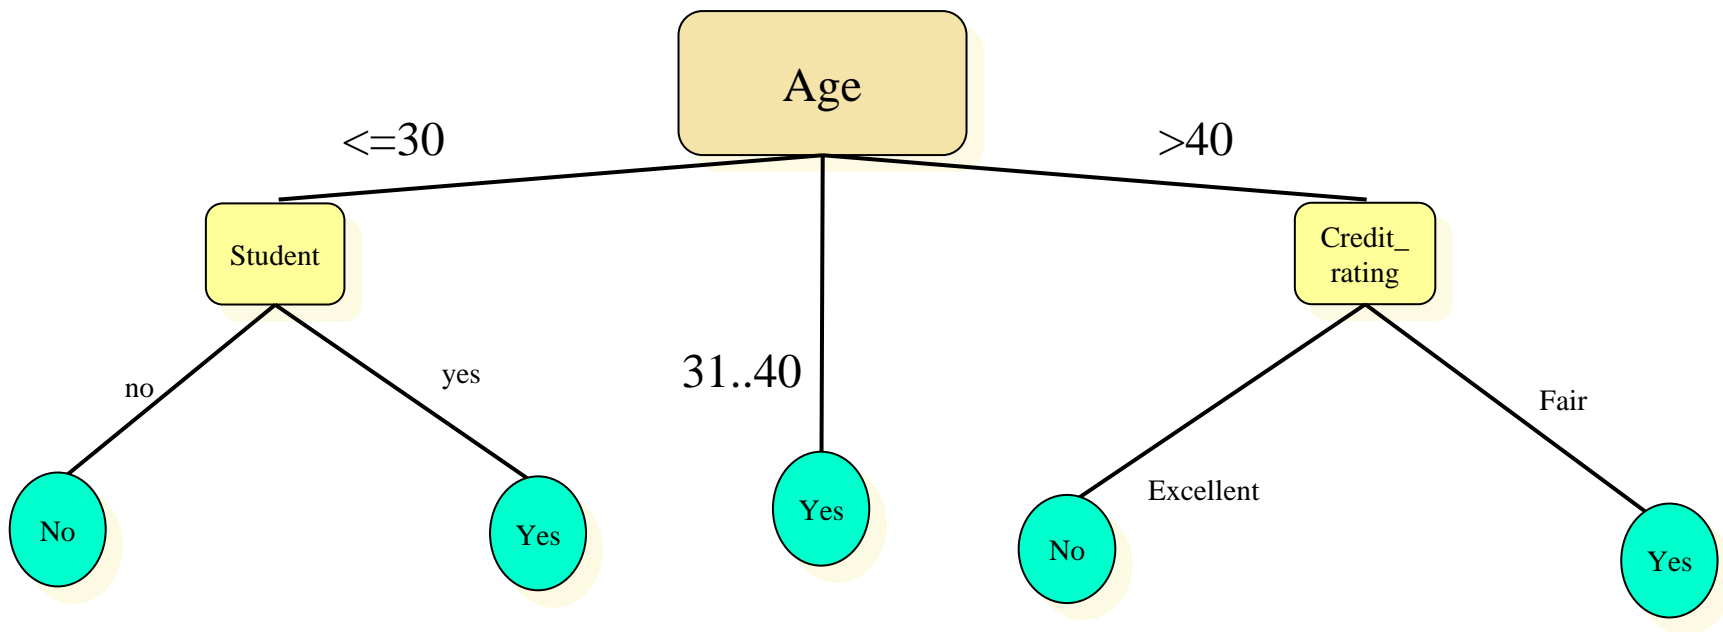 Age
<=30
>40
Student
Credit_
rating
no
yes
31..40
Fair
Excellent
No
Yes
Yes
No
Yes